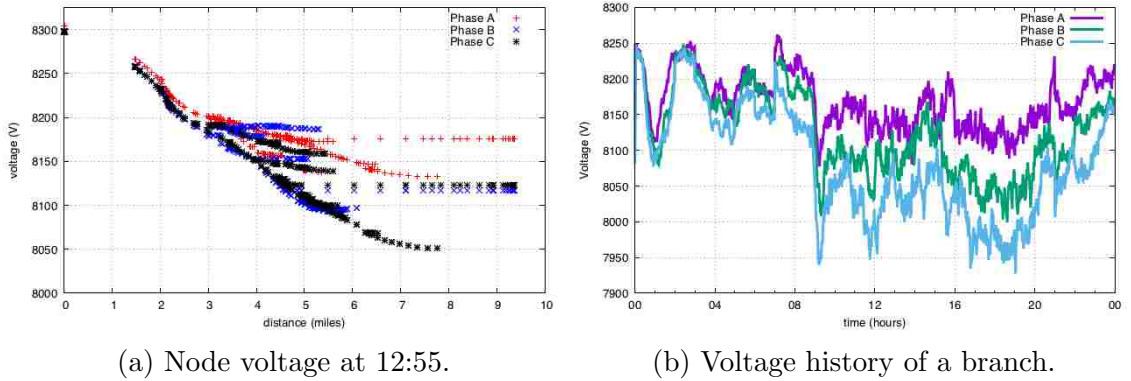 8300
8250
8200
8150
8100
8050
8000
voltage (V)
0 1 2 3 4 5 6 7 8 9 10
distance (miles)
Phase A
Phase B
Phase C
(a) Node voltage at 12:55.
8300
8250
8200
8150
8100
8050
8000
7950
7900
Voltage (V)
00 04 08 12 16 20 00
time (hours)
Phase A
Phase B
Phase C
(b) Voltage history of a branch.